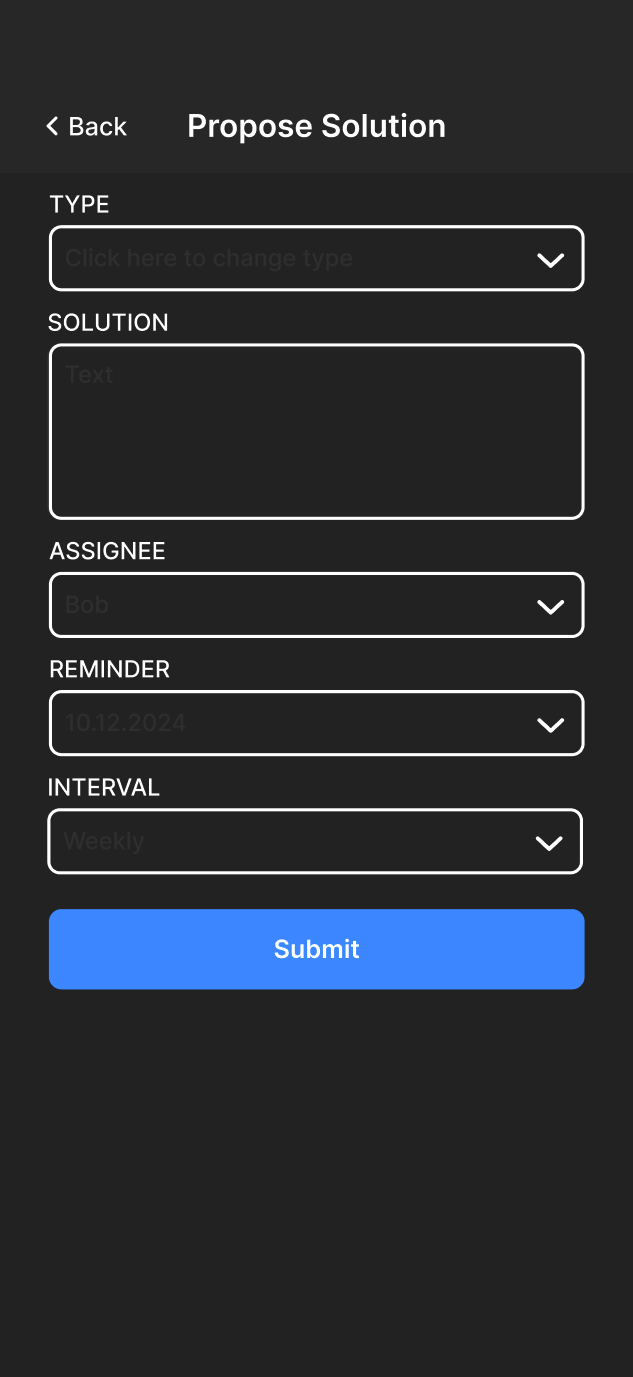 Back
Propose Solution
TYPE
Click here to change type
SOLUTION
Text
ASSIGNEE
Bob
REMINDER
10.12.2024
INTERVAL
Weekly
Submit